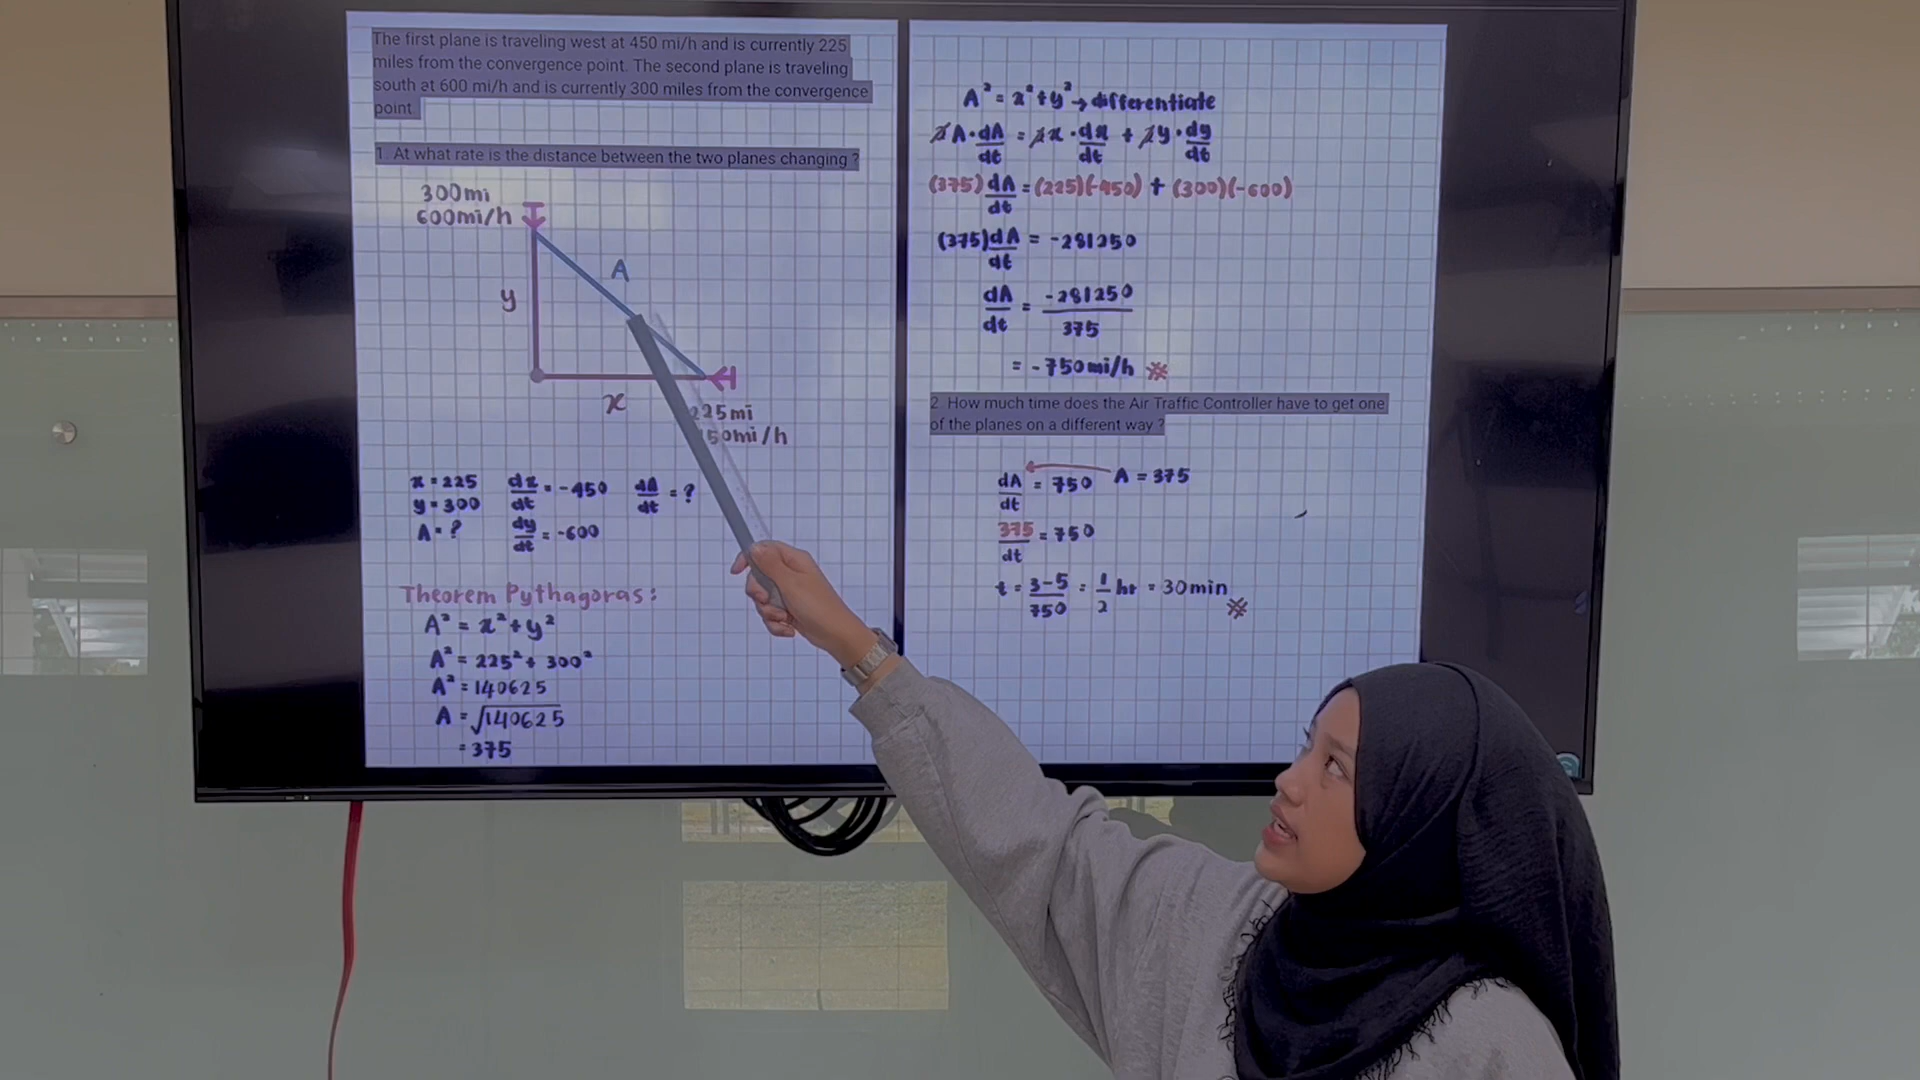 The first plane is traveling west at 450 mi/h and is currently 225
miles from the convergence point. The second plane is traveling
south at 600 mi/h and is currently 300 miles from the convergence
point.
1. At what rate is the distance between the two planes changing ?
300mi
600mi/h
A
y
x
225mi
450mi/h
x = 225 dx/dt = -450 dA/dt = ?
y = 300
A = ? dy/dt = -600
Theorem Pythagoras :
A² = x² + y²
A² = 225² + 300²
A² = 140625
A = √140625
= 375
A² = x² + y² → differentiate
2A · dA/dt = 2x · dx/dt + 2y · dy/dt
(375) dA/dt = (225)(-450) + (300)(-600)
(375) dA/dt = -281250
dA/dt = -281250/375
= -750 mi/h
2. How much time does the Air Traffic Controller have to get one
of the planes on a different way ?
dA/dt = 750 A = 375
375/dt = 750
t = 3-5/750 = 1/2 hr = 30 min